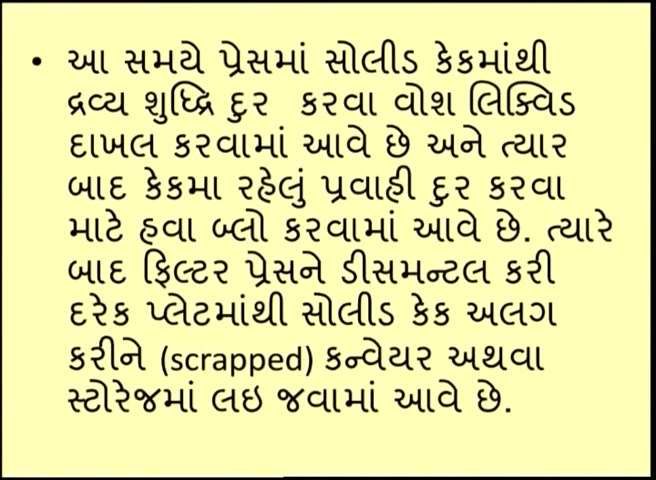 • આ સમયે પ્રેસમાં સોલીડ કેકમાંથી
દ્રવ્ય શુધ્ધિ દુર કરવા વોશ લિક્વિડ
દાખલ કરવામાં આવે છે અને ત્યાર
બાદ કેકમા રહેલું પ્રવાહી દુર કરવા
માટે હવા બ્લો કરવામાં આવે છે. ત્યારે
બાદ ફિલ્ટર પ્રેસને ડીસમન્ટલ કરી
દરેક પ્લેટમાંથી સોલીડ કેક અલગ
કરીને (scrapped) કન્વેયર અથવા
સ્ટોરેજમાં લઇ જવામાં આવે છે.